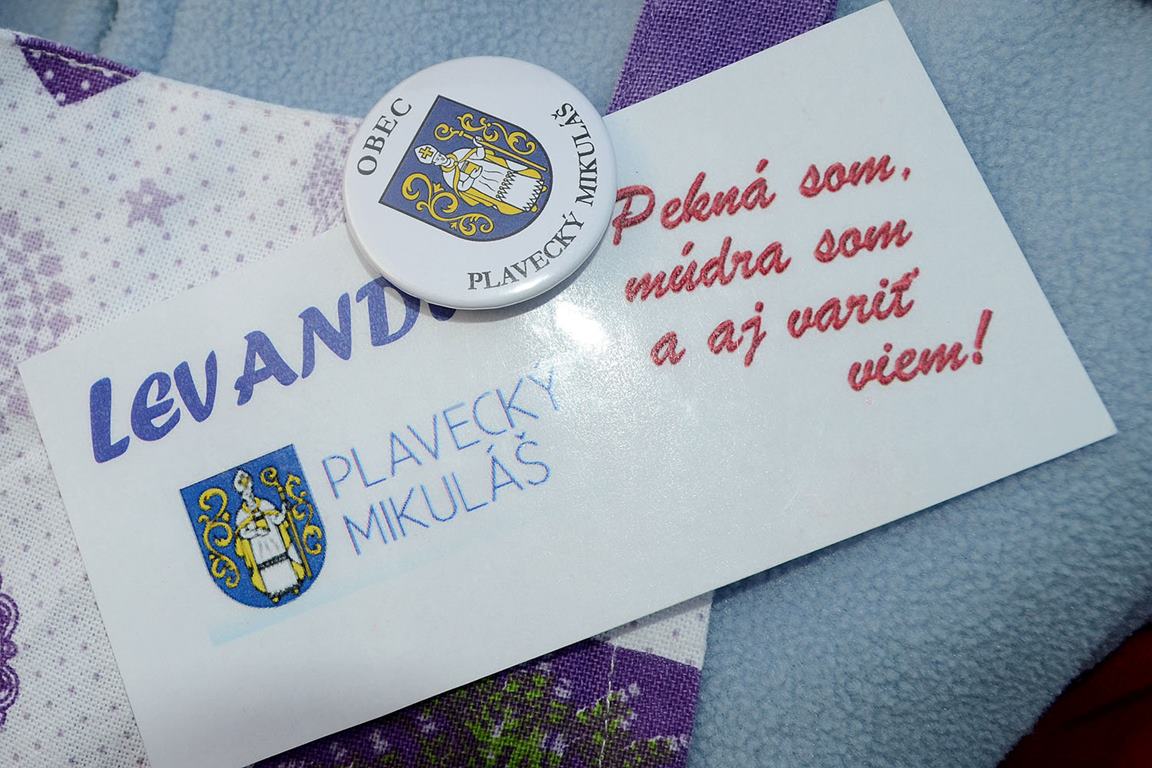 OBEC
PLAVECKÝ MIKULÁŠ
Pekná som,
múdra som
a aj variť
viem!
PLAVECKÝ
MIKULÁŠ